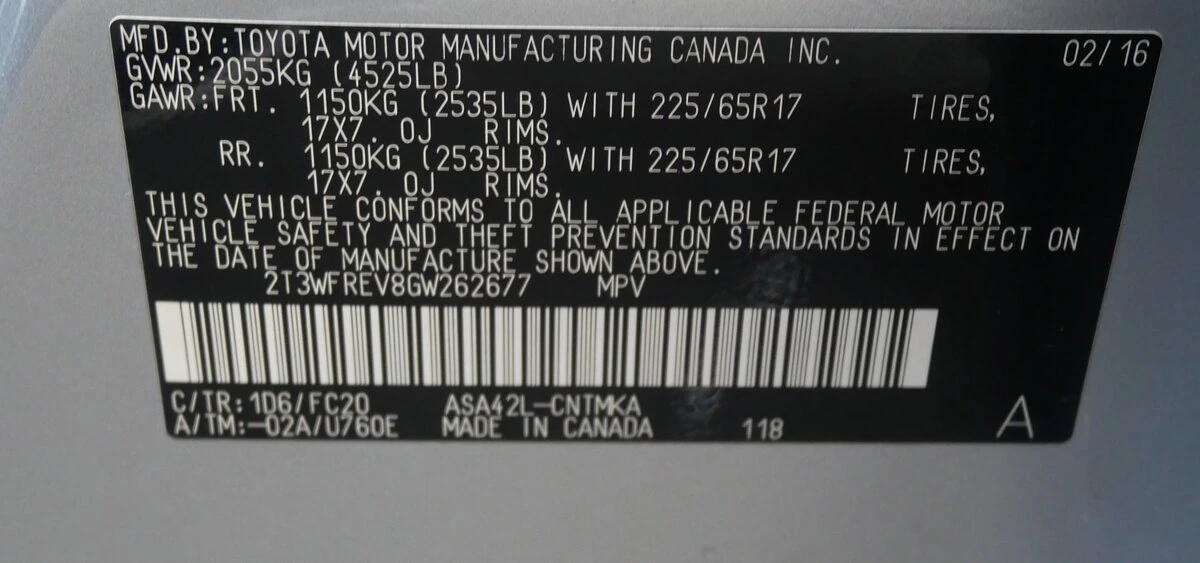 MFD.BY:TOYOTA MOTOR MANUFACTURING CANADA INC. 02/16
GVWR:2055KG (4525LB)
GAWR:FRT. 1150KG (2535LB) WITH 225/65R17 TIRES,
17X7. 0J RIMS.
RR. 1150KG (2535LB) WITH 225/65R17 TIRES,
17X7. 0J RIMS.
THIS VEHICLE CONFORMS TO ALL APPLICABLE FEDERAL MOTOR
VEHICLE SAFETY AND THEFT PREVENTION STANDARDS IN EFFECT ON
THE DATE OF MANUFACTURE SHOWN ABOVE.
2T3WFREV8GW262677 MPV
C/TR:1D6/FC20 ASA42L-CNTMKA
A/TM:-02A/U760E MADE IN CANADA 118 A